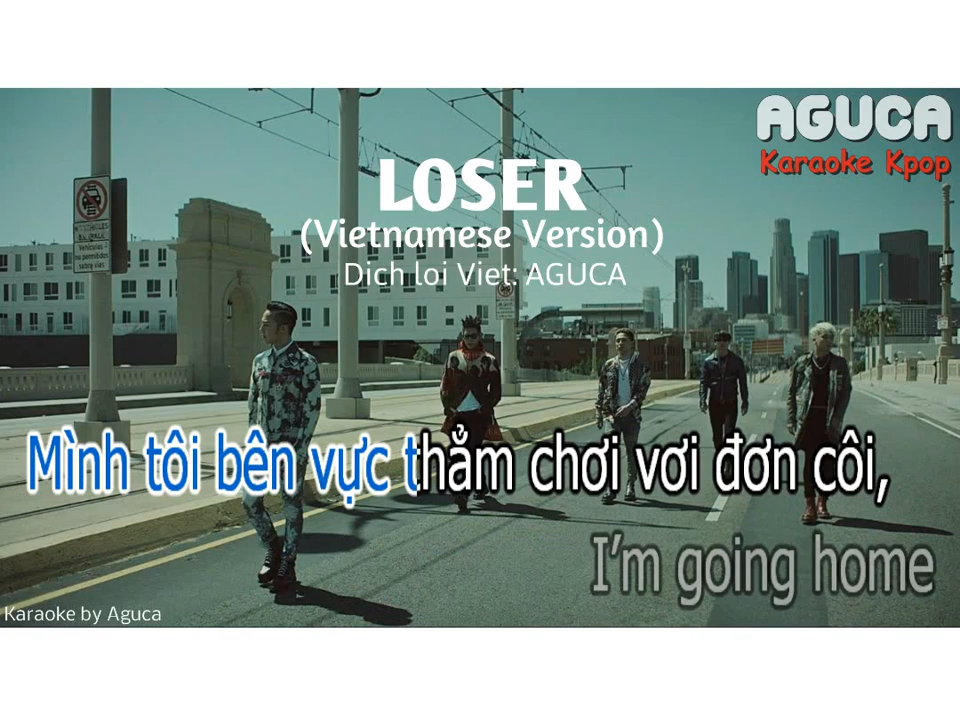 AGUCA
Karaoke Kpop
LOSER
(Vietnamese Version)
Dich loi Viet: AGUCA
Mình tôi bên vực thẳm chơi vơi đơn côi,
I'm going home
Karaoke by Aguca